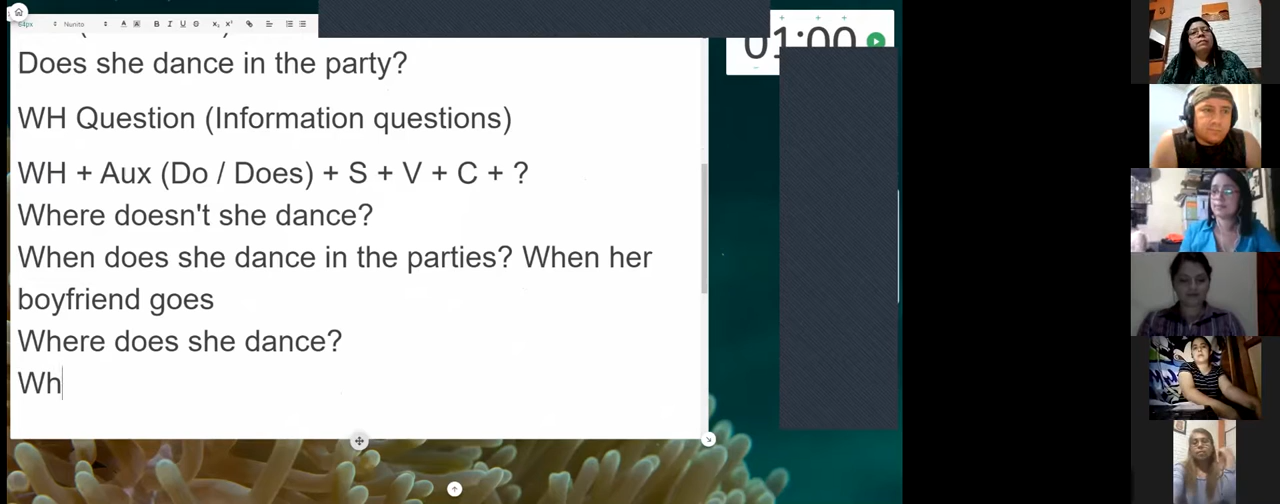 Nunito B I U S
01:00
Does she dance in the party?
WH Question (Information questions)
WH + Aux (Do / Does) + S + V + C + ?
Where doesn't she dance?
When does she dance in the parties? When her
boyfriend goes
Where does she dance?
Wh